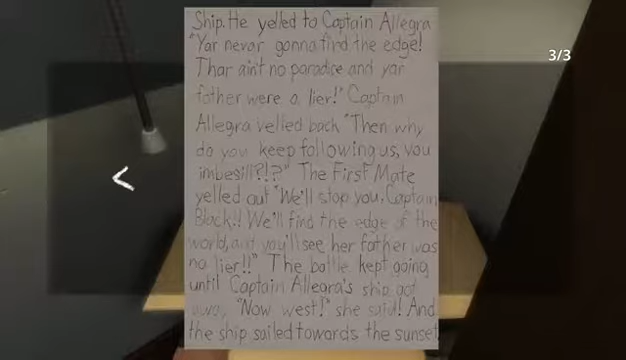 Ship. He yelled to Captain Allegra
"Yar never gonna find the edge!
Thar ain't no paradice and yar
father were a lier!" Captain
Allegra yelled back "Then why
do you keep following us, you
imbesill?!?" The First Mate
yelled out "We'll stop you, Captain
Black!! We'll find the edge of the
world, and you'll see her father was
no lier!!" The battle kept going
until Captain Allegra's ship got
away. "Now west!" she said! And
the ship sailed towards the sunset
3/3
<